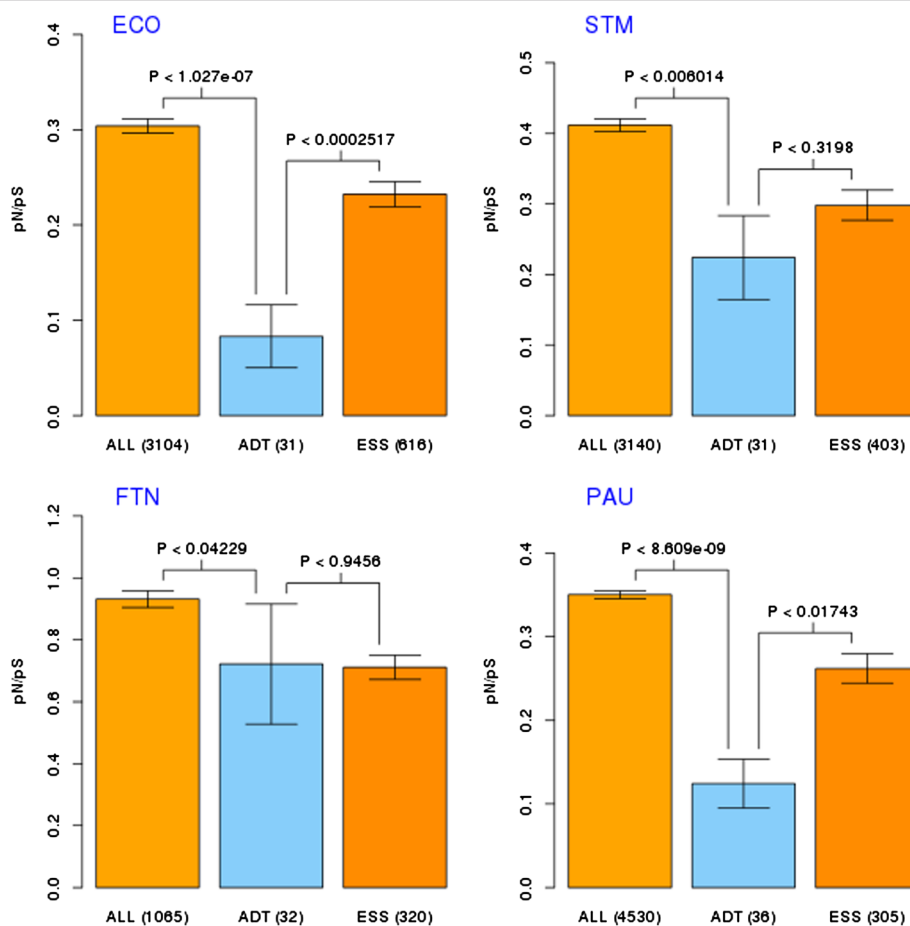 ECO
P < 1.027e-07
P < 0.0002517
pN/pS
0.4
0.3
0.2
0.1
0.0
ALL (3104) ADT (31) ESS (616)
STM
P < 0.006014
P < 0.3198
pN/pS
0.5
0.4
0.3
0.2
0.1
0.0
ALL (3140) ADT (31) ESS (403)
FTN
P < 0.04229
P < 0.9456
pN/pS
1.2
1.0
0.8
0.6
0.4
0.2
0.0
ALL (1065) ADT (32) ESS (320)
PAU
P < 8.609e-09
P < 0.01743
pN/pS
0.4
0.3
0.2
0.1
0.0
ALL (4530) ADT (36) ESS (305)